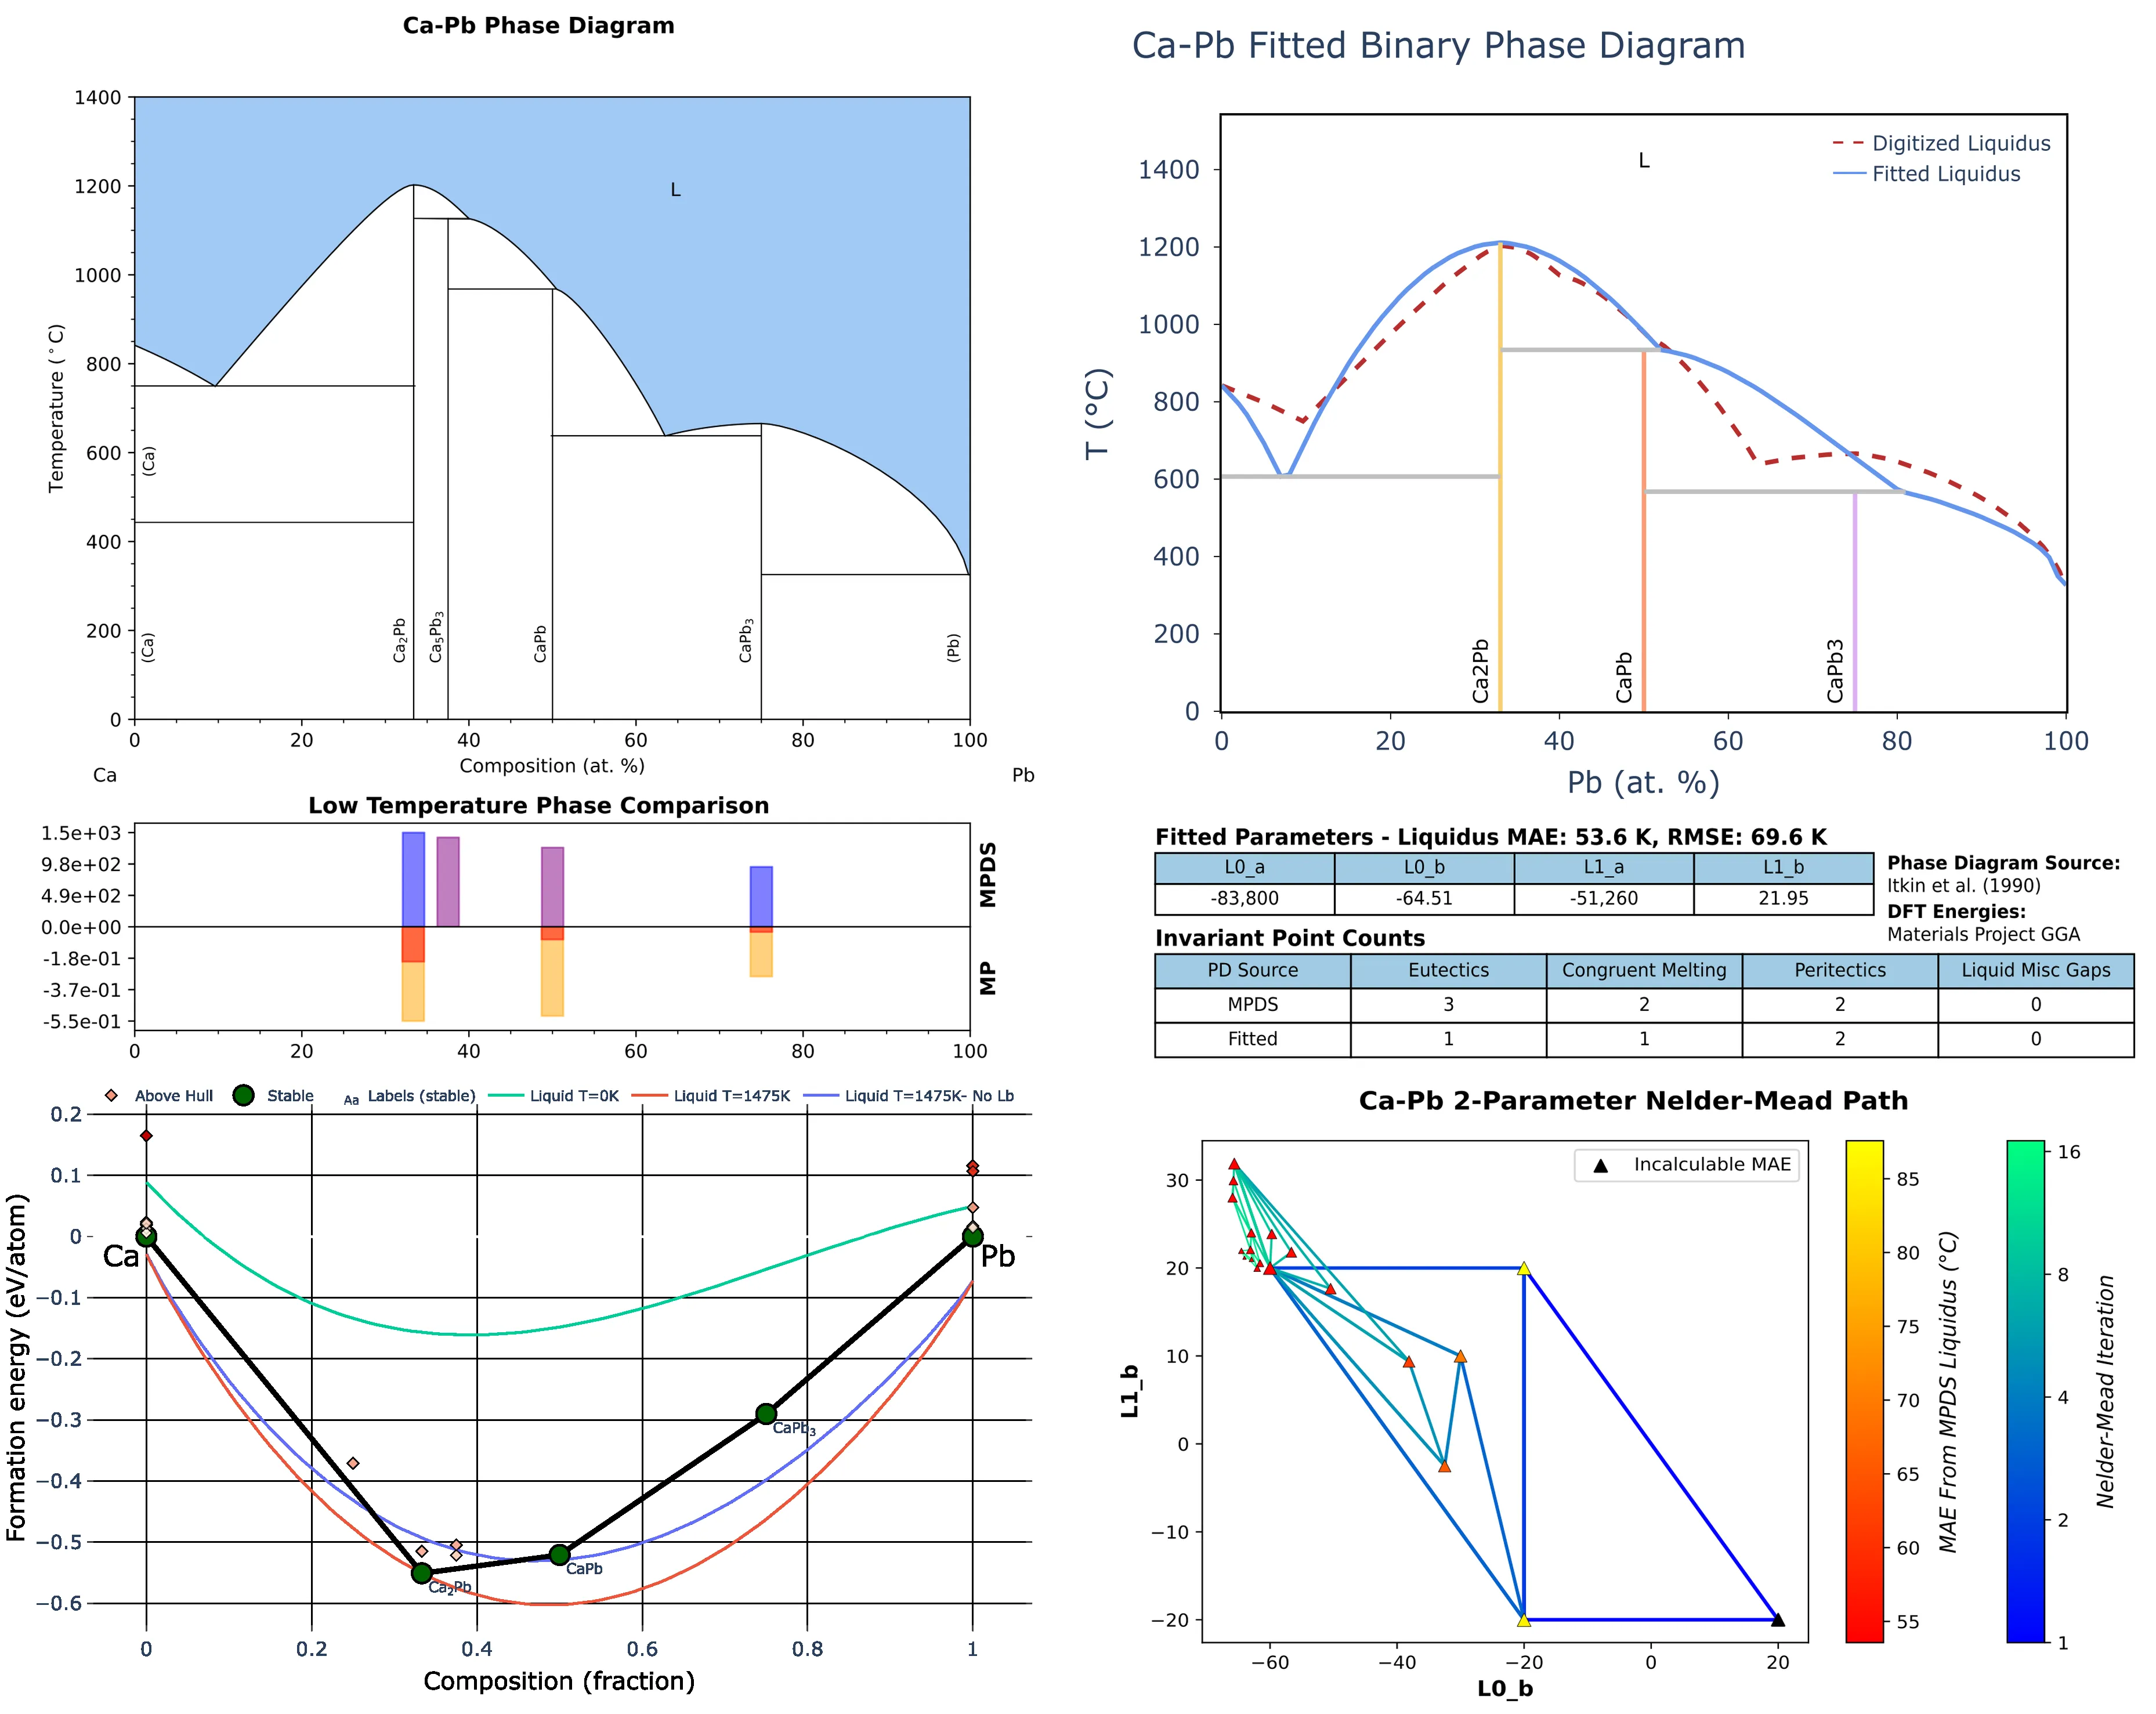 Ca-Pb Phase Diagram
1400
1200
1000
800
600
400
200
0
Temperature (°C)
L
(Ca)
(Ca)
Ca₂Pb
Ca₅Pb₃
CaPb
CaPb₃
(Pb)
0 20 40 60 80 100
Composition (at. %)
Ca Pb
Low Temperature Phase Comparison
1.5e+03
9.8e+02
4.9e+02
0.0e+00
-1.8e-01
-3.7e-01
-5.5e-01
MPDS
MP
0 20 40 60 80 100
Above Hull Stable Aa Labels (stable) Liquid T=0K Liquid T=1475K Liquid T=1475K- No Lb
0.2
0.1
0
−0.1
−0.2
−0.3
−0.4
−0.5
−0.6
Formation energy (eV/atom)
Ca
Pb
CaPb₃
CaPb
Ca₂Pb
0 0.2 0.4 0.6 0.8 1
Composition (fraction)
Ca-Pb Fitted Binary Phase Diagram
L
Digitized Liquidus
Fitted Liquidus
1400
1200
1000
800
600
400
200
0
T (°C)
Ca2Pb
CaPb
CaPb3
0 20 40 60 80 100
Pb (at. %)
Fitted Parameters - Liquidus MAE: 53.6 K, RMSE: 69.6 K
L0_a L0_b L1_a L1_b
-83,800 -64.51 -51,260 21.95
Phase Diagram Source:
Itkin et al. (1990)
DFT Energies:
Materials Project GGA
Invariant Point Counts
PD Source Eutectics Congruent Melting Peritectics Liquid Misc Gaps
MPDS 3 2 2 0
Fitted 1 1 2 0
Ca-Pb 2-Parameter Nelder-Mead Path
Incalculable MAE
30
20
10
0
−10
−20
L1_b
−60 −40 −20 0 20
L0_b
85
80
75
70
65
60
55
MAE From MPDS Liquidus (°C)
16
8
4
2
1
Nelder-Mead Iteration